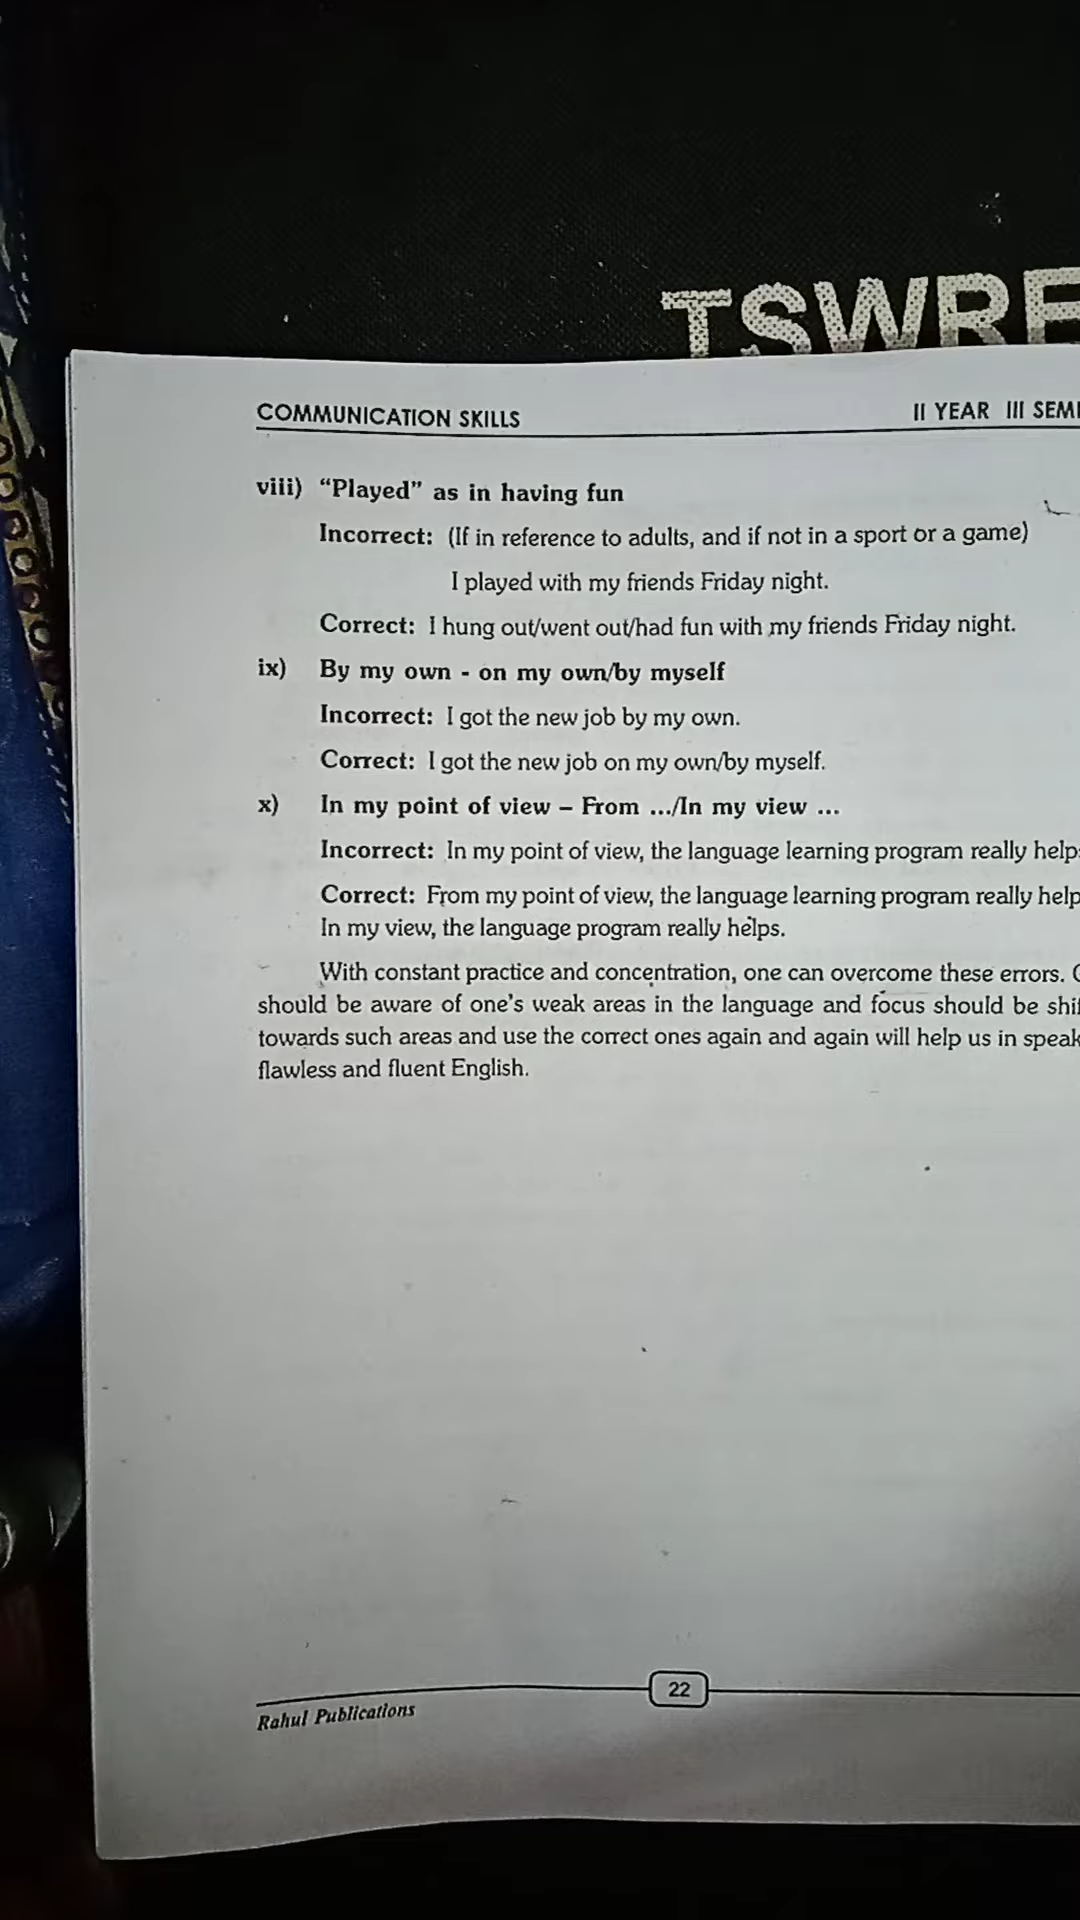 TSWRE
COMMUNICATION SKILLS II YEAR III SEM
viii) “Played” as in having fun
Incorrect: (If in reference to adults, and if not in a sport or a game)
I played with my friends Friday night.
Correct: I hung out/went out/had fun with my friends Friday night.
ix) By my own - on my own/by myself
Incorrect: I got the new job by my own.
Correct: I got the new job on my own/by myself.
x) In my point of view – From .../In my view ...
Incorrect: In my point of view, the language learning program really help
Correct: From my point of view, the language learning program really help
In my view, the language program really helps.
With constant practice and concentration, one can overcome these errors.
should be aware of one’s weak areas in the language and focus should be
towards such areas and use the correct ones again and again will help us in speak
flawless and fluent English.
22
Rahul Publications